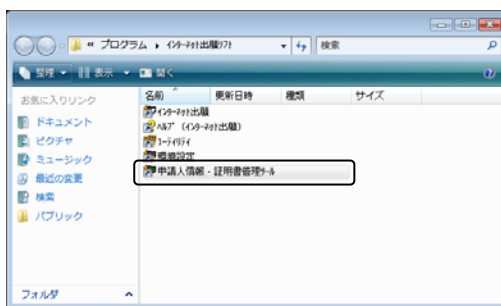 « プログラム ▸ ｲﾝﾀｰﾈｯﾄ出願ｿﾌﾄ
検索
整理 表示 開く
お気に入りリンク
ドキュメント
ピクチャ
ミュージック
最近の変更
検索
パブリック
フォルダ
名前 更新日時 種類 サイズ
ｲﾝﾀｰﾈｯﾄ出願
ﾍﾙﾌﾟ (ｲﾝﾀｰﾈｯﾄ出願)
ﾕｰﾃｨﾘﾃｨ
環境設定
申請人情報・証明書管理ﾂｰﾙ